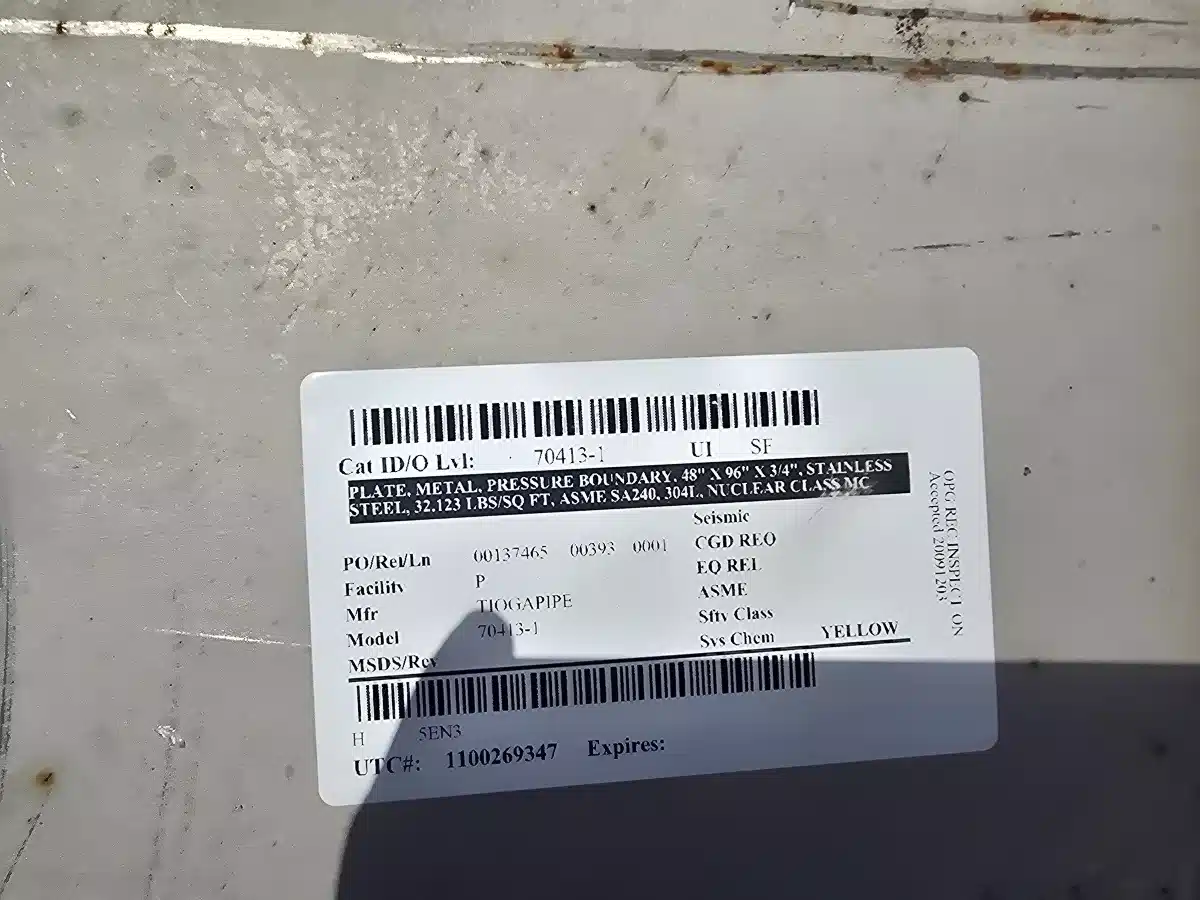 Cat ID/O Lvl: 70413-1 UI SF
PLATE, METAL, PRESSURE BOUNDARY, 48" X 96" X 3/4", STAINLESS
STEEL, 32.123 LBS/SQ FT, ASME SA240, 304L, NUCLEAR CLASS MC
Seismic
PO/Rel/Ln 00137465 00393 0001 CGD REQ
Facility P EQ REL
Mfr TIOGAPIPE ASME
Model 70413-1 Sftv Class
MSDS/Rev Sys Chem YELLOW
H 5EN3
UTC#: 1100269347 Expires:
OPG REC INSPECTION
Accepted 20091203